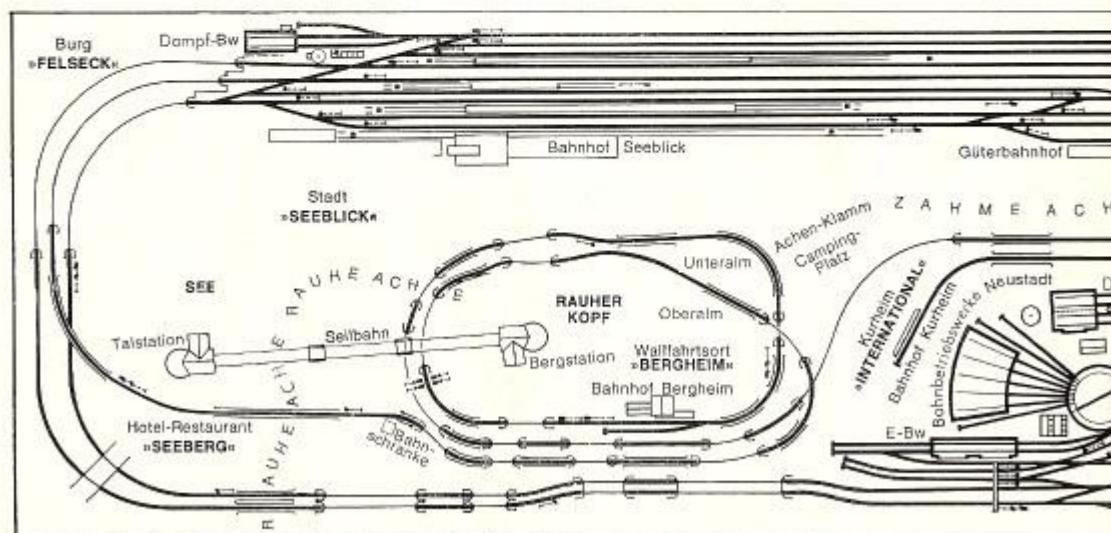 Burg
»FELSECK«
Dampf-Bw
Bahnhof Seeblick
Güterbahnhof
Stadt
»SEEBLICK«
ZAHME ACH
Achen-Klamm
Camping-
Platz
RAUHE ACHE
SEE
Unteralm
RAUHER
KOPF
Oberalm
Kurheim
»INTERNATIONAL«
Bahnhof Kurheim
Bahnbetriebswerke Neustadt
D
Talstation
Seilbahn
Bergstation
Wallfahrtsort
»BERGHEIM«
Bahnhof Bergheim
Hotel-Restaurant
»SEEBERG«
Bahn-
schranke
E-Bw
RAUHE ACHE